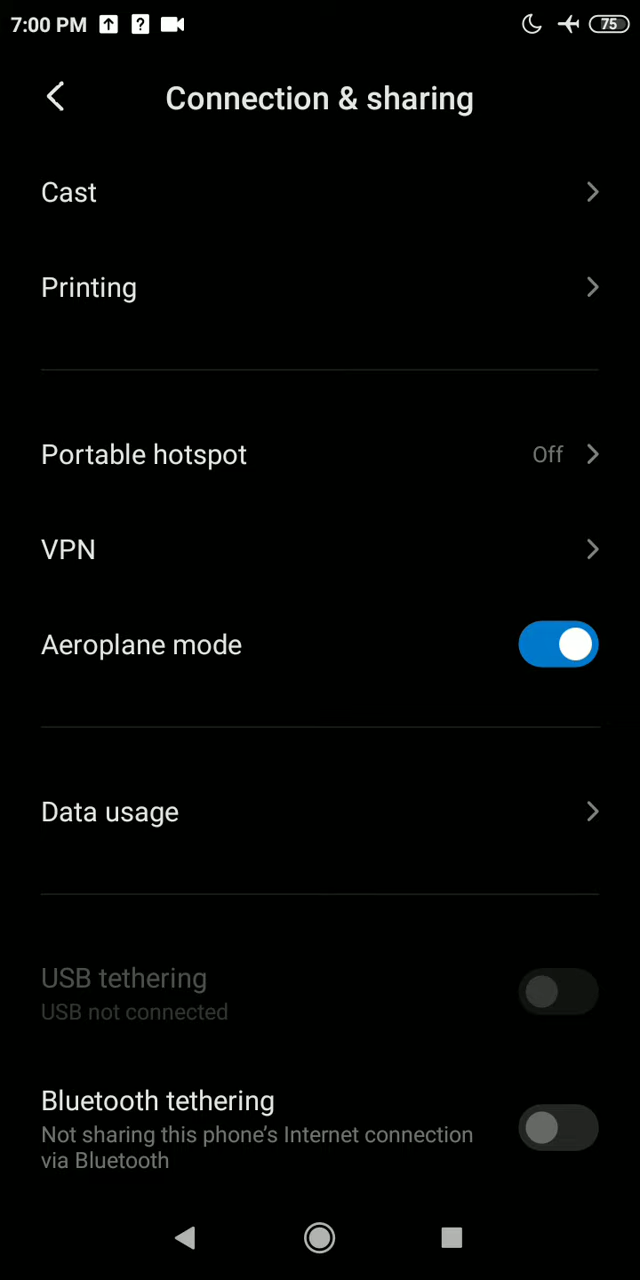 7:00 PM
75
Connection & sharing
Cast
Printing
Portable hotspot
Off
VPN
Aeroplane mode
Data usage
USB tethering
USB not connected
Bluetooth tethering
Not sharing this phone's Internet connection
via Bluetooth